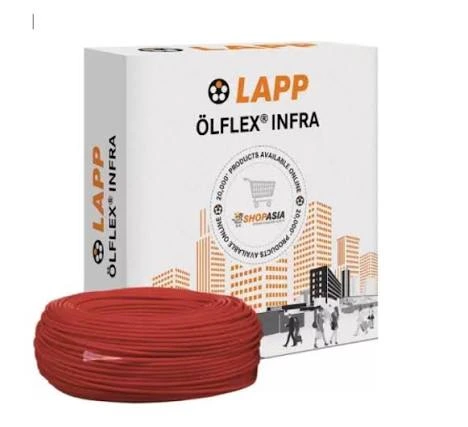 LAPP
ÖLFLEX® INFRA
20,000+ PRODUCTS AVAILABLE ONLINE
20,000+ PRODUCTS AVAILABLE ONLINE
SHOPASIA
LAPP
ÖLFLEX® INFRA